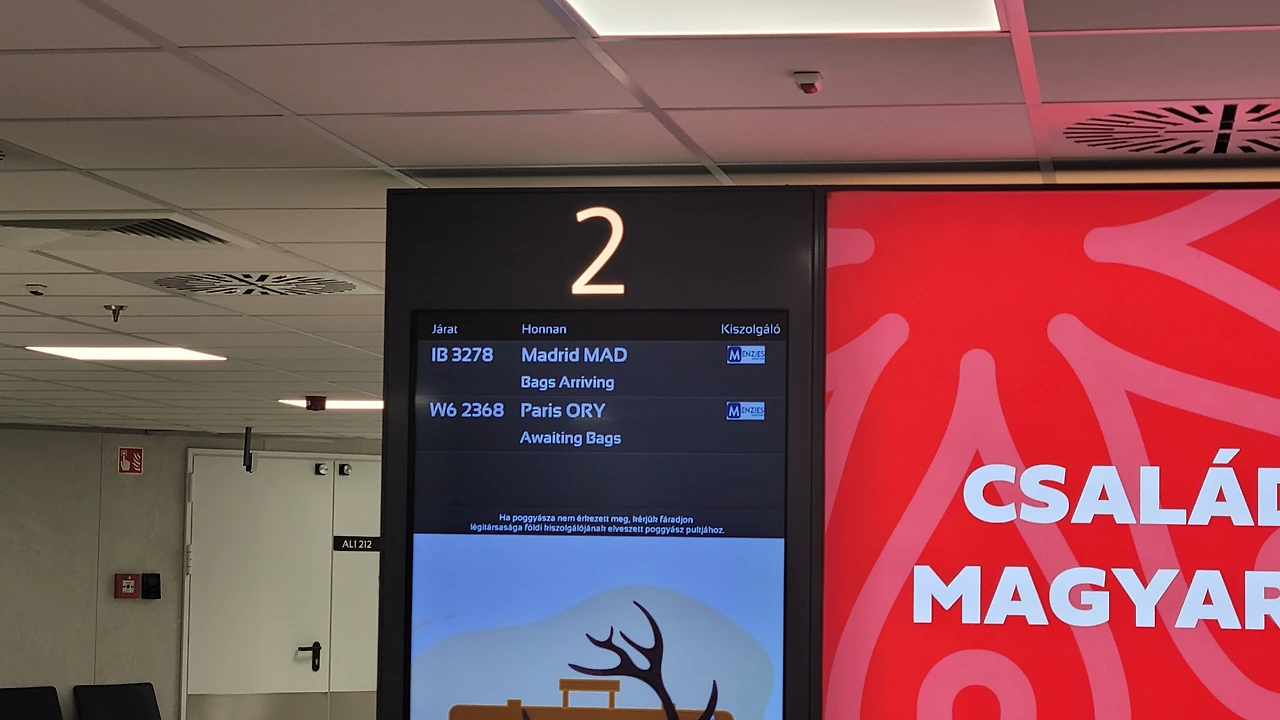 2
Járat Honnan Kiszolgáló
IB 3278 Madrid MAD MENZIES
Bags Arriving
W6 2368 Paris ORY MENZIES
Awaiting Bags
Ha poggyásza nem érkezett meg, kérjük fáradjon
légitársasága földi kiszolgálójának elveszett poggyász pultjához.
AL1 212
CSALÁD
MAGYAR